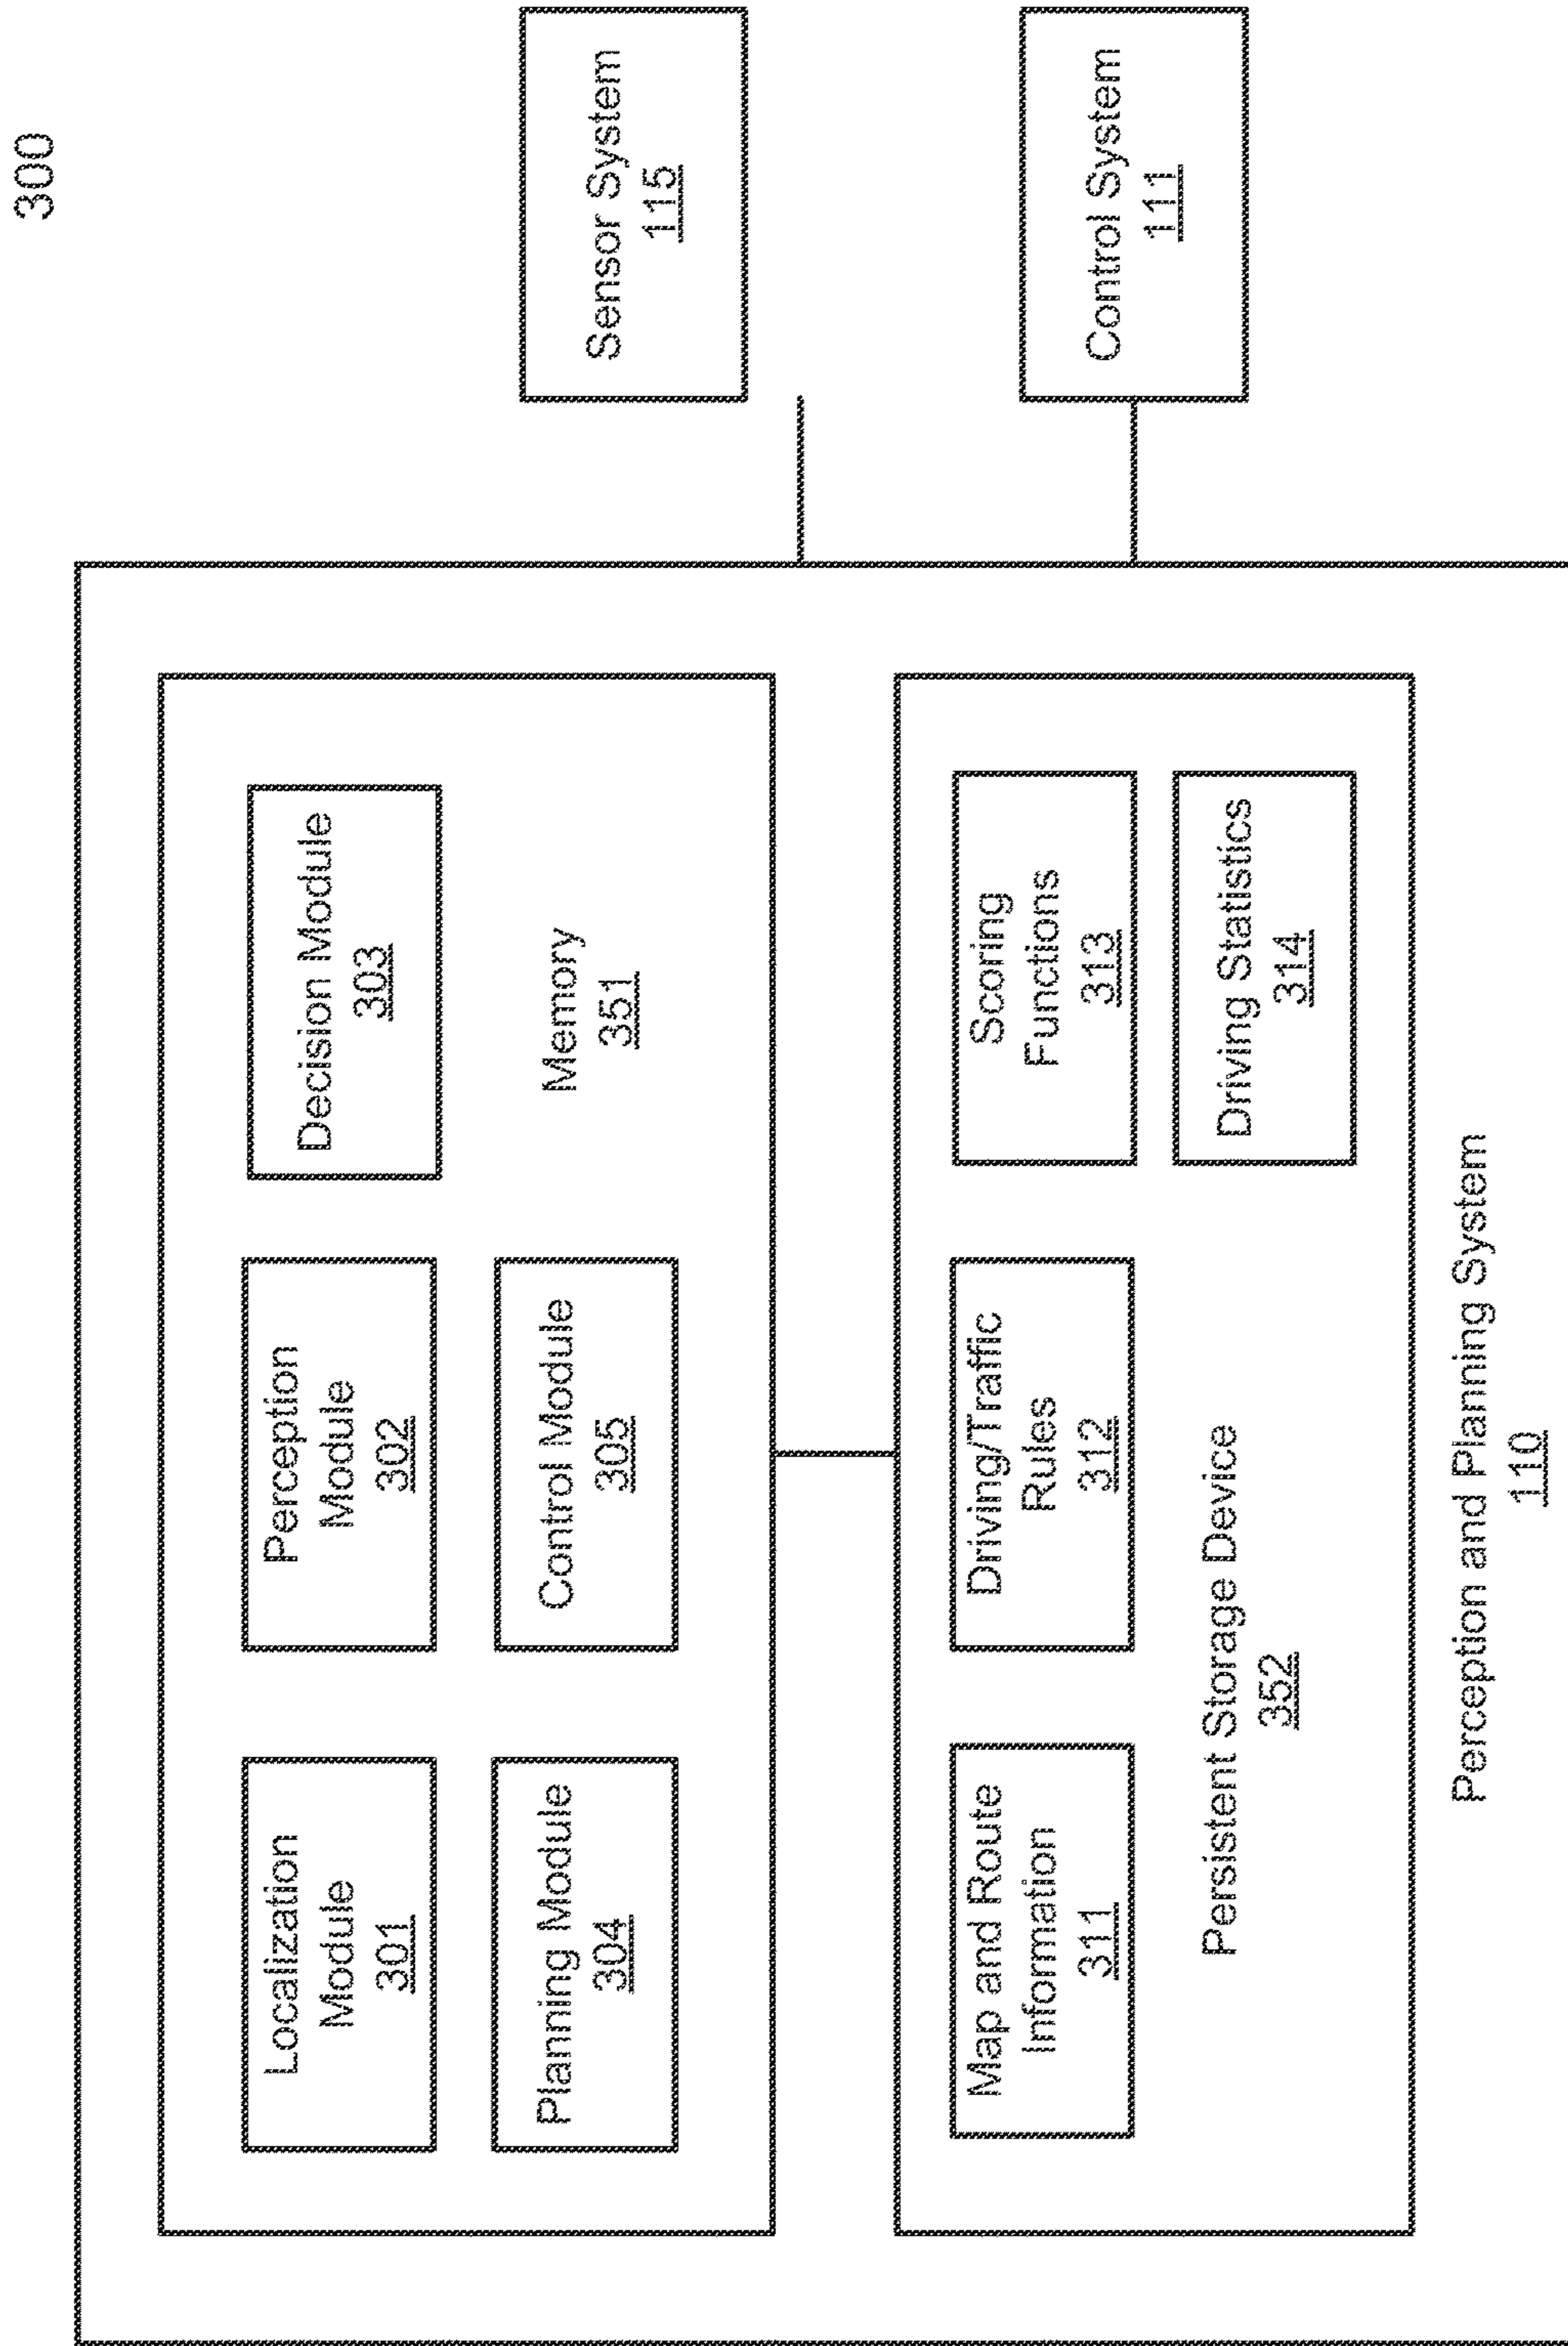 300
Localization
Module
301
Perception
Module
302
Decision Module
303
Planning Module
304
Control Module
305
Memory
351
Sensor System
115
Map and Route
Information
311
Driving/Traffic
Rules
312
Scoring
Functions
313
Driving Statistics
314
Persistent Storage Device
352
Control System
111
Perception and Planning System
110